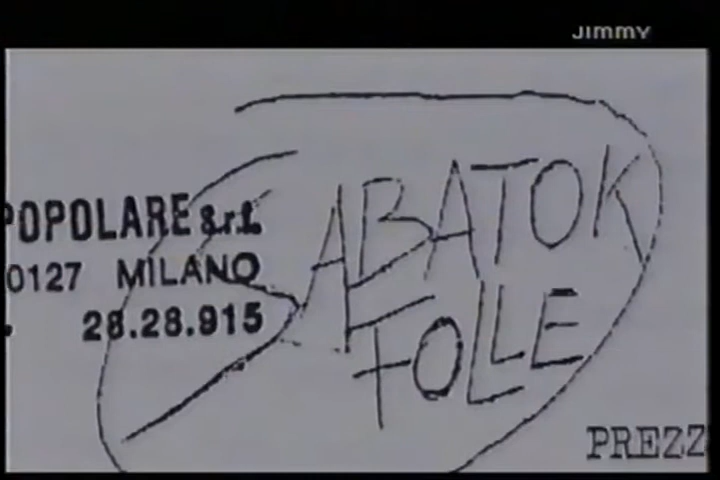 JIMMY
POPOLARE s.r.l.
SABATO K
FOLLE
0127 MILANO
28.28.915
PREZZ